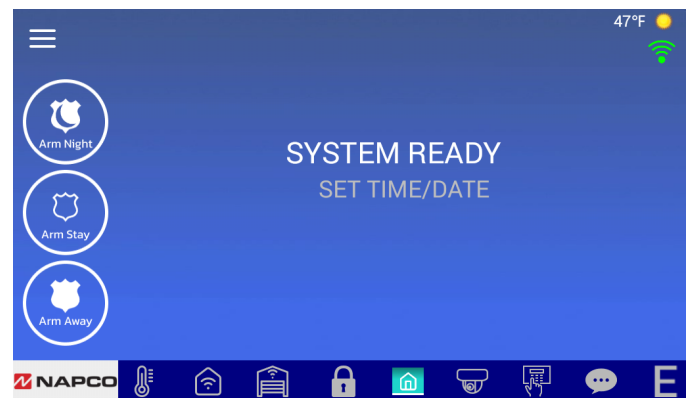 47°F
Arm Night
SYSTEM READY
SET TIME/DATE
Arm Stay
Arm Away
NAPCO
E